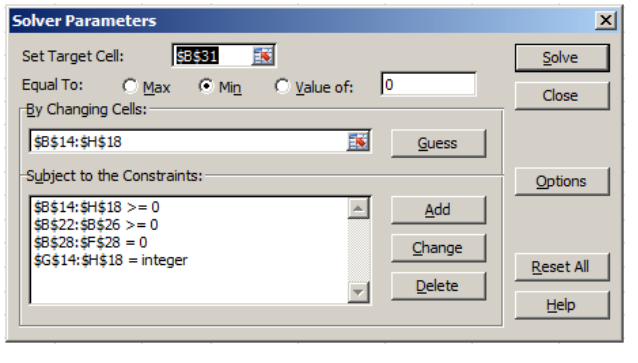 Solver Parameters
Set Target Cell: $B$31 Solve
Equal To: Max Min Value of: 0 Close
By Changing Cells:
$B$14:$H$18 Guess
Subject to the Constraints: Options
$B$14:$H$18 >= 0 Add
$B$22:$B$26 >= 0
$B$28:$F$28 = 0 Change
$G$14:$H$18 = integer Reset All
Delete
Help